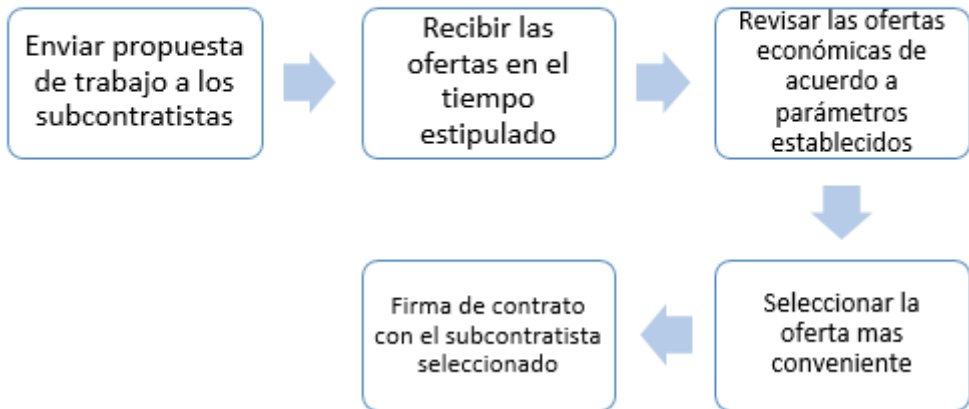 Enviar propuesta
de trabajo a los
subcontratistas
Recibir las
ofertas en el
tiempo
estipulado
Revisar las ofertas
económicas de
acuerdo a
parámetros
establecidos
Seleccionar la
oferta mas
conveniente
Firma de contrato
con el subcontratista
seleccionado